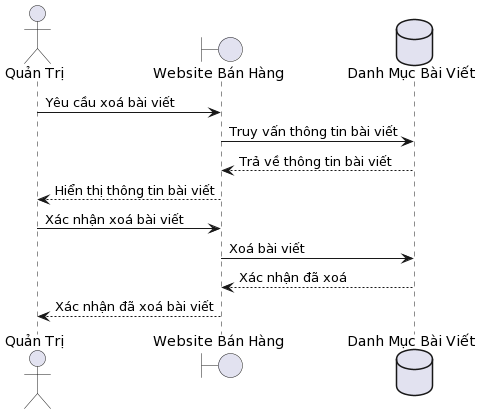 Quản Trị
Website Bán Hàng
Danh Mục Bài Viết
Yêu cầu xoá bài viết
Truy vấn thông tin bài viết
Trả về thông tin bài viết
Hiển thị thông tin bài viết
Xác nhận xoá bài viết
Xoá bài viết
Xác nhận đã xoá
Xác nhận đã xoá bài viết
Quản Trị
Website Bán Hàng
Danh Mục Bài Viết